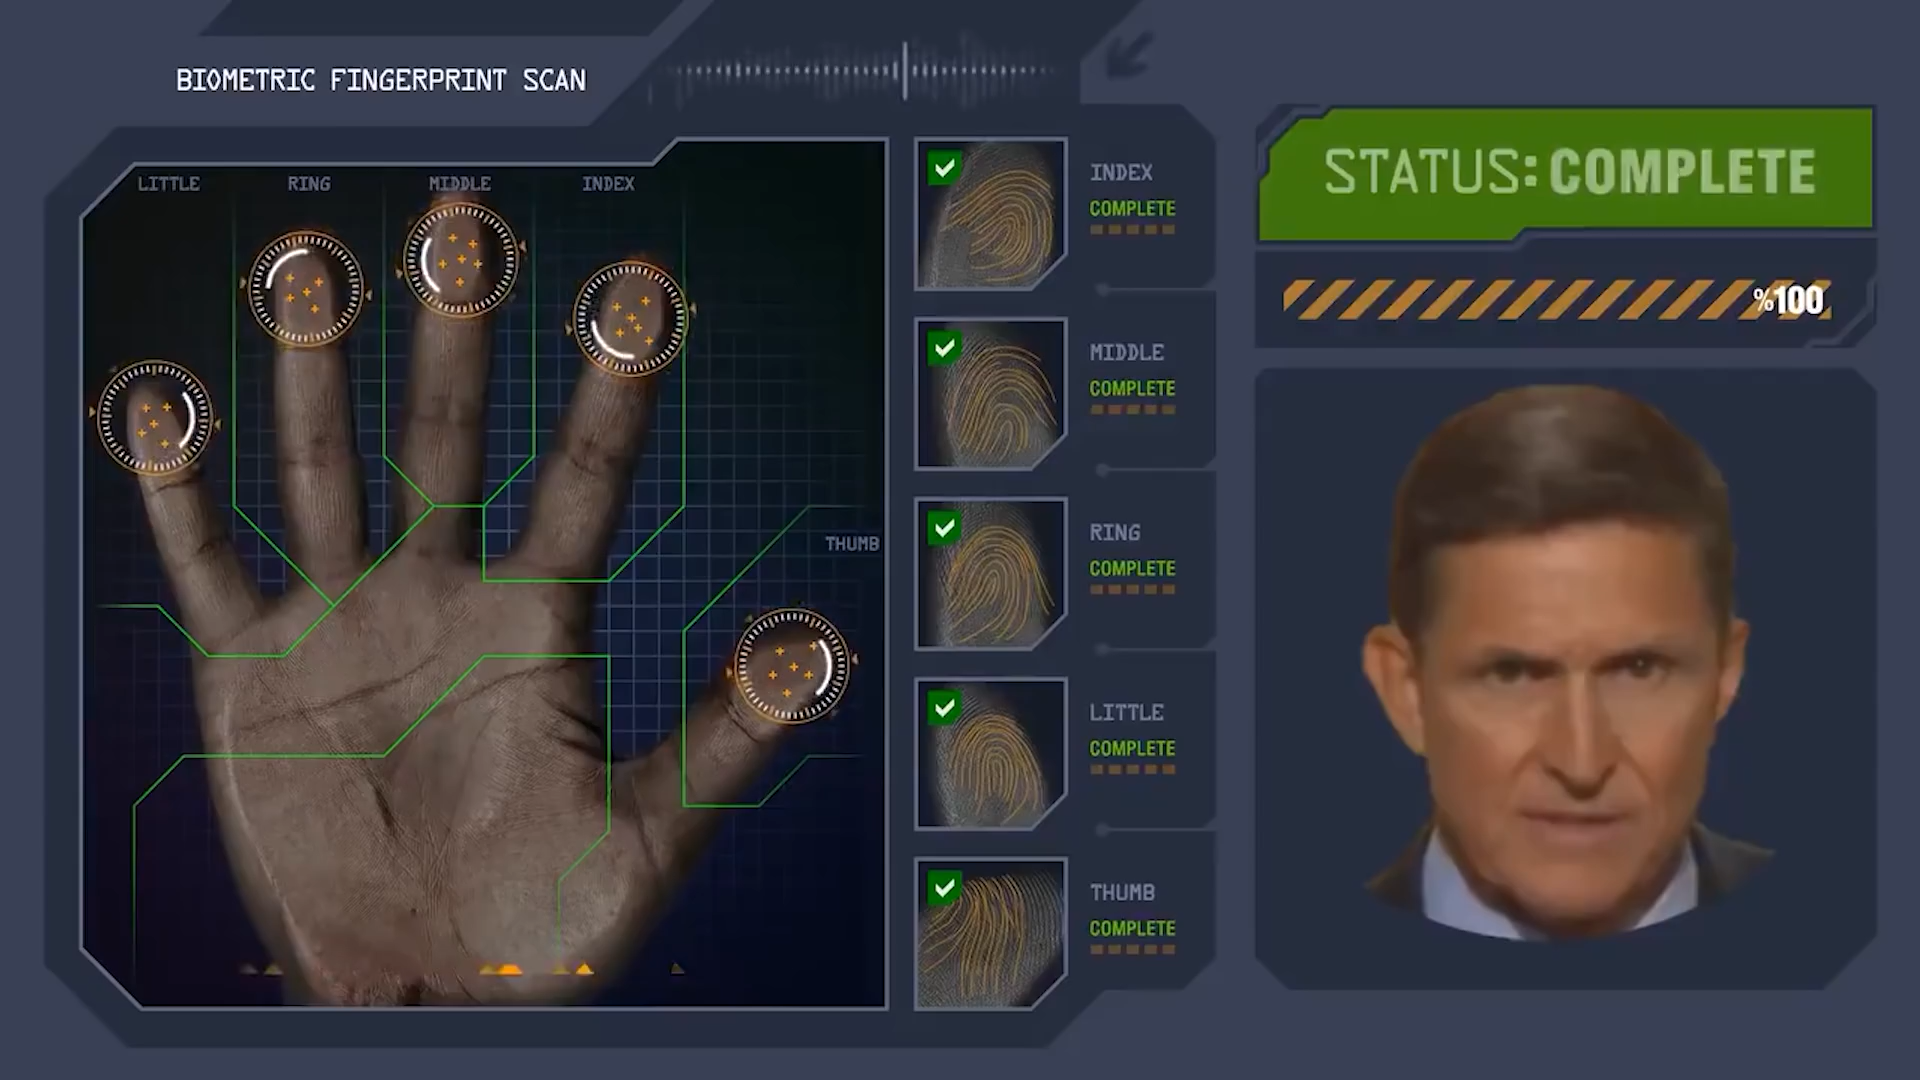 BIOMETRIC FINGERPRINT SCAN
LITTLE
RING
MIDDLE
INDEX
THUMB
INDEX
COMPLETE
MIDDLE
COMPLETE
RING
COMPLETE
LITTLE
COMPLETE
THUMB
COMPLETE
STATUS: COMPLETE
%100